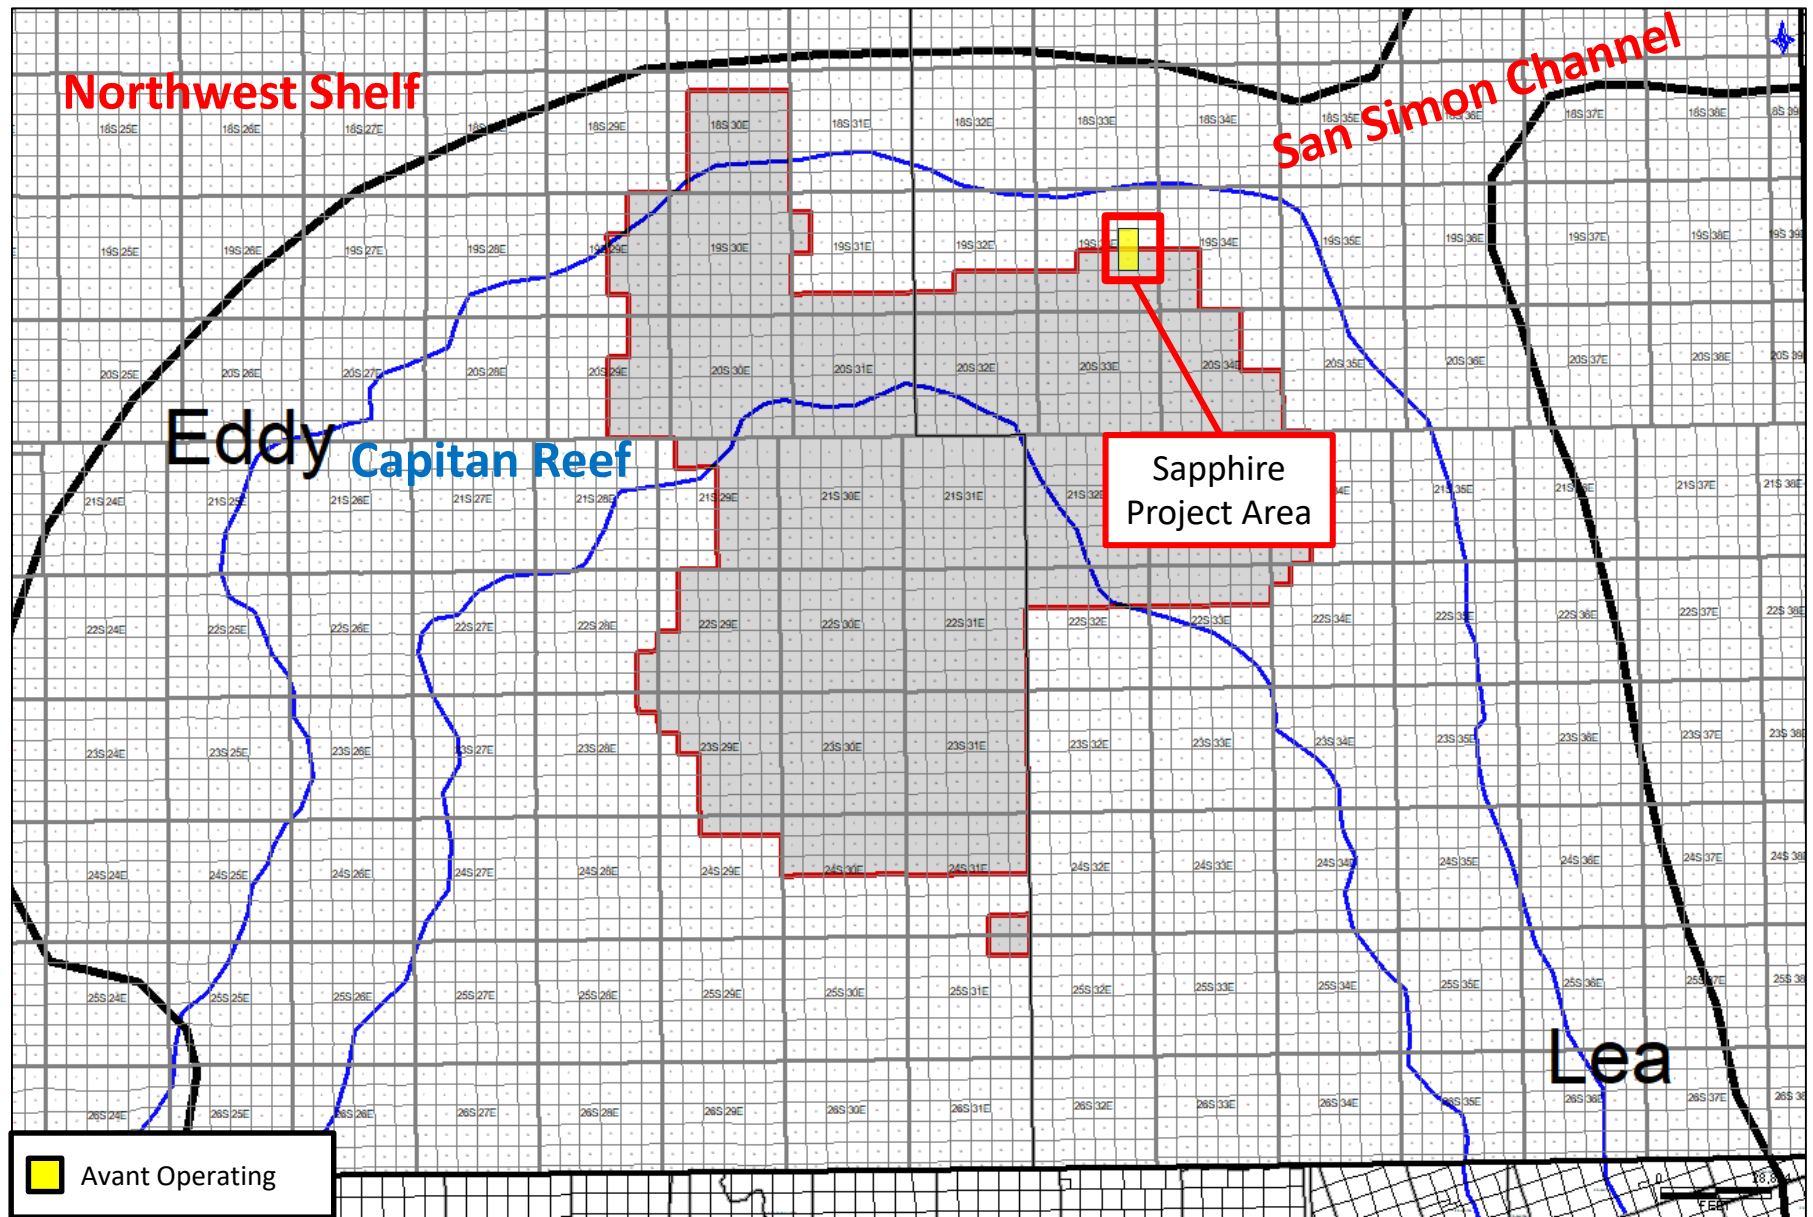 Northwest Shelf
San Simon Channel
18S 25E
18S 26E
18S 27E
18S 29E
18S 30E
18S 31E
18S 32E
18S 33E
18S 34E
18S 37E
18S 38E
19S 25E
19S 26E
19S 27E
19S 28E
19S 30E
19S 31E
19S 32E
19S 34E
19S 35E
19S 36E
19S 37E
19S 38E
20S 25E
20S 26E
20S 27E
20S 28E
20S 29E
20S 30E
20S 31E
20S 32E
20S 33E
20S 34E
20S 35E
20S 36E
20S 37E
20S 38E
Eddy
Capitan Reef
Sapphire
Project Area
21S 24E
21S 26E
21S 27E
21S 28E
21S 29E
21S 30E
21S 31E
21S 35E
21S 37E
22S 24E
22S 25E
22S 26E
22S 27E
22S 28E
22S 29E
22S 30E
22S 31E
22S 32E
22S 33E
22S 34E
22S 35E
22S 36E
22S 37E
23S 24E
23S 25E
23S 26E
23S 27E
23S 28E
23S 29E
23S 30E
23S 31E
23S 32E
23S 33E
23S 34E
23S 35E
23S 36E
23S 37E
24S 24E
24S 25E
24S 26E
24S 27E
24S 28E
24S 29E
24S 30E
24S 31E
24S 32E
24S 33E
24S 34E
24S 35E
24S 36E
24S 37E
25S 24E
25S 25E
25S 26E
25S 27E
25S 28E
25S 29E
25S 30E
25S 31E
25S 32E
25S 33E
25S 34E
25S 35E
25S 36E
25S 37E
Lea
26S 24E
26S 25E
26S 26E
26S 27E
26S 28E
26S 29E
26S 30E
26S 31E
26S 32E
26S 33E
26S 34E
26S 35E
26S 36E
26S 37E
Avant Operating
0
FEET